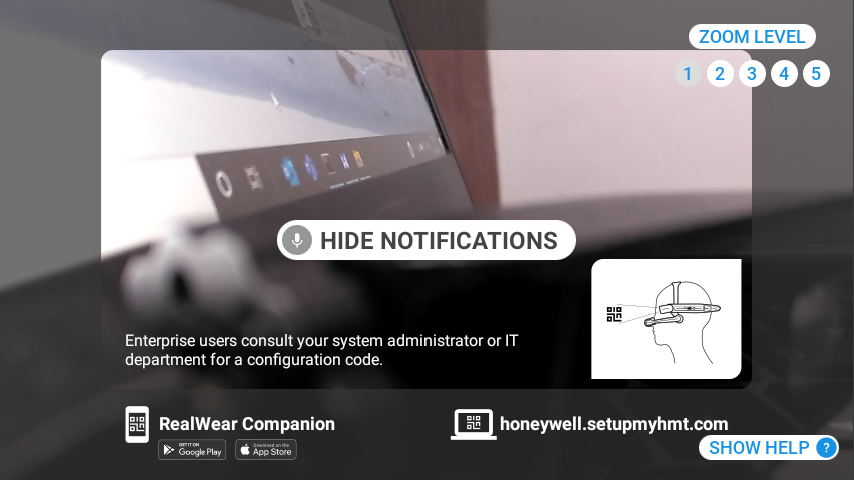 ZOOM LEVEL
1 2 3 4 5
HIDE NOTIFICATIONS
Enterprise users consult your system administrator or IT
department for a configuration code.
RealWear Companion
GET IT ON
Google Play
Download on the
App Store
honeywell.setupmyhmt.com
SHOW HELP ?